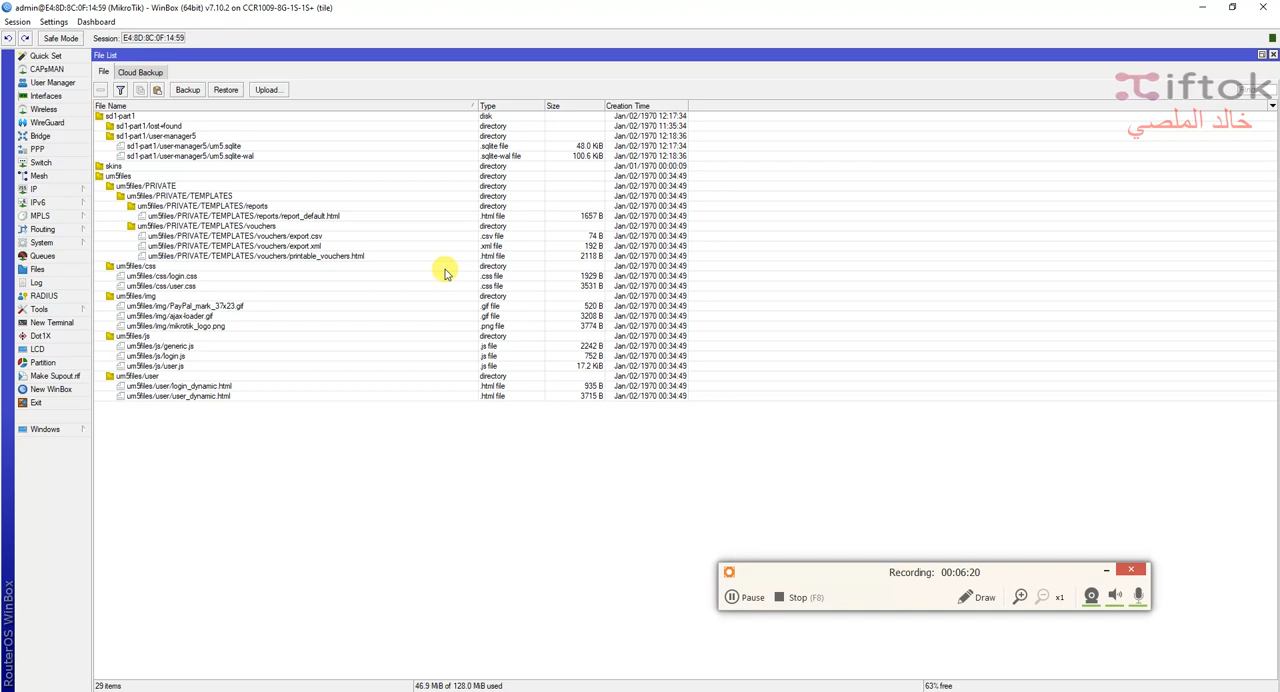 admin@E4:8D:8C:0F:14:59 (MikroTik) - WinBox (64bit) v7.10.2 on CCR1009-8G-1S-1S+ (tile)
Session Settings Dashboard
Safe Mode Session: E4:8D:8C:0F:14:59
File List
File Cloud Backup
Backup Restore Upload...
iftok
خالد الملصي
File Name Type Size Creation Time
sd1-part1 disk Jan/02/1970 12:17:34
sd1-part1/lost+found directory Jan/02/1970 11:35:34
sd1-part1/user-manager5 directory Jan/02/1970 12:18:36
sd1-part1/user-manager5/um5.sqlite .sqlite file 48.0 KiB Jan/02/1970 12:17:34
sd1-part1/user-manager5/um5.sqlite-wal .sqlite-wal file 100.6 KiB Jan/02/1970 12:18:36
skins directory Jan/01/1970 00:00:09
um5files directory Jan/02/1970 00:34:49
um5files/PRIVATE directory Jan/02/1970 00:34:49
um5files/PRIVATE/TEMPLATES directory Jan/02/1970 00:34:49
um5files/PRIVATE/TEMPLATES/reports directory Jan/02/1970 00:34:49
um5files/PRIVATE/TEMPLATES/reports/report_default.html .html file 1657 B Jan/02/1970 00:34:49
um5files/PRIVATE/TEMPLATES/vouchers directory Jan/02/1970 00:34:49
um5files/PRIVATE/TEMPLATES/vouchers/export.csv .csv file 74 B Jan/02/1970 00:34:49
um5files/PRIVATE/TEMPLATES/vouchers/export.xml .xml file 192 B Jan/02/1970 00:34:49
um5files/PRIVATE/TEMPLATES/vouchers/printable_vouchers.html .html file 2118 B Jan/02/1970 00:34:49
um5files/css directory Jan/02/1970 00:34:49
um5files/css/login.css .css file 1929 B Jan/02/1970 00:34:49
um5files/css/user.css .css file 3531 B Jan/02/1970 00:34:49
um5files/img directory Jan/02/1970 00:34:49
um5files/img/PayPal_mark_37x23.gif .gif file 520 B Jan/02/1970 00:34:49
um5files/img/ajax-loader.gif .gif file 3208 B Jan/02/1970 00:34:49
um5files/img/mikrotik_logo.png .png file 3774 B Jan/02/1970 00:34:49
um5files/js directory Jan/02/1970 00:34:49
um5files/js/generic.js .js file 2242 B Jan/02/1970 00:34:49
um5files/js/login.js .js file 752 B Jan/02/1970 00:34:49
um5files/js/user.js .js file 17.2 KiB Jan/02/1970 00:34:49
um5files/user directory Jan/02/1970 00:34:49
um5files/user/login_dynamic.html .html file 935 B Jan/02/1970 00:34:49
um5files/user/user_dynamic.html .html file 3715 B Jan/02/1970 00:34:49
Quick Set
CAPsMAN
User Manager
Interfaces
Wireless
WireGuard
Bridge
PPP
Switch
Mesh
IP
IPv6
MPLS
Routing
System
Queues
Files
Log
RADIUS
Tools
New Terminal
Dot1X
LCD
Partition
Make Supout.rif
New WinBox
Exit
Windows
RouterOS WinBox
Recording: 00:06:20
Pause Stop (F8) Draw x1
29 items 46.9 MiB of 128.0 MiB used 63% free